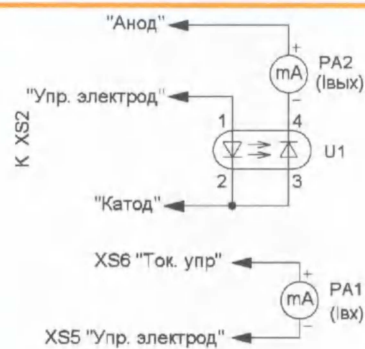 "Анод"
+
mA
PA2
(Iвых)
−
"Упр. электрод"
1
4
U1
2
3
К XS2
"Катод"
XS6 "Ток. упр"
+
mA
PA1
(Iвх)
−
XS5 "Упр. электрод"